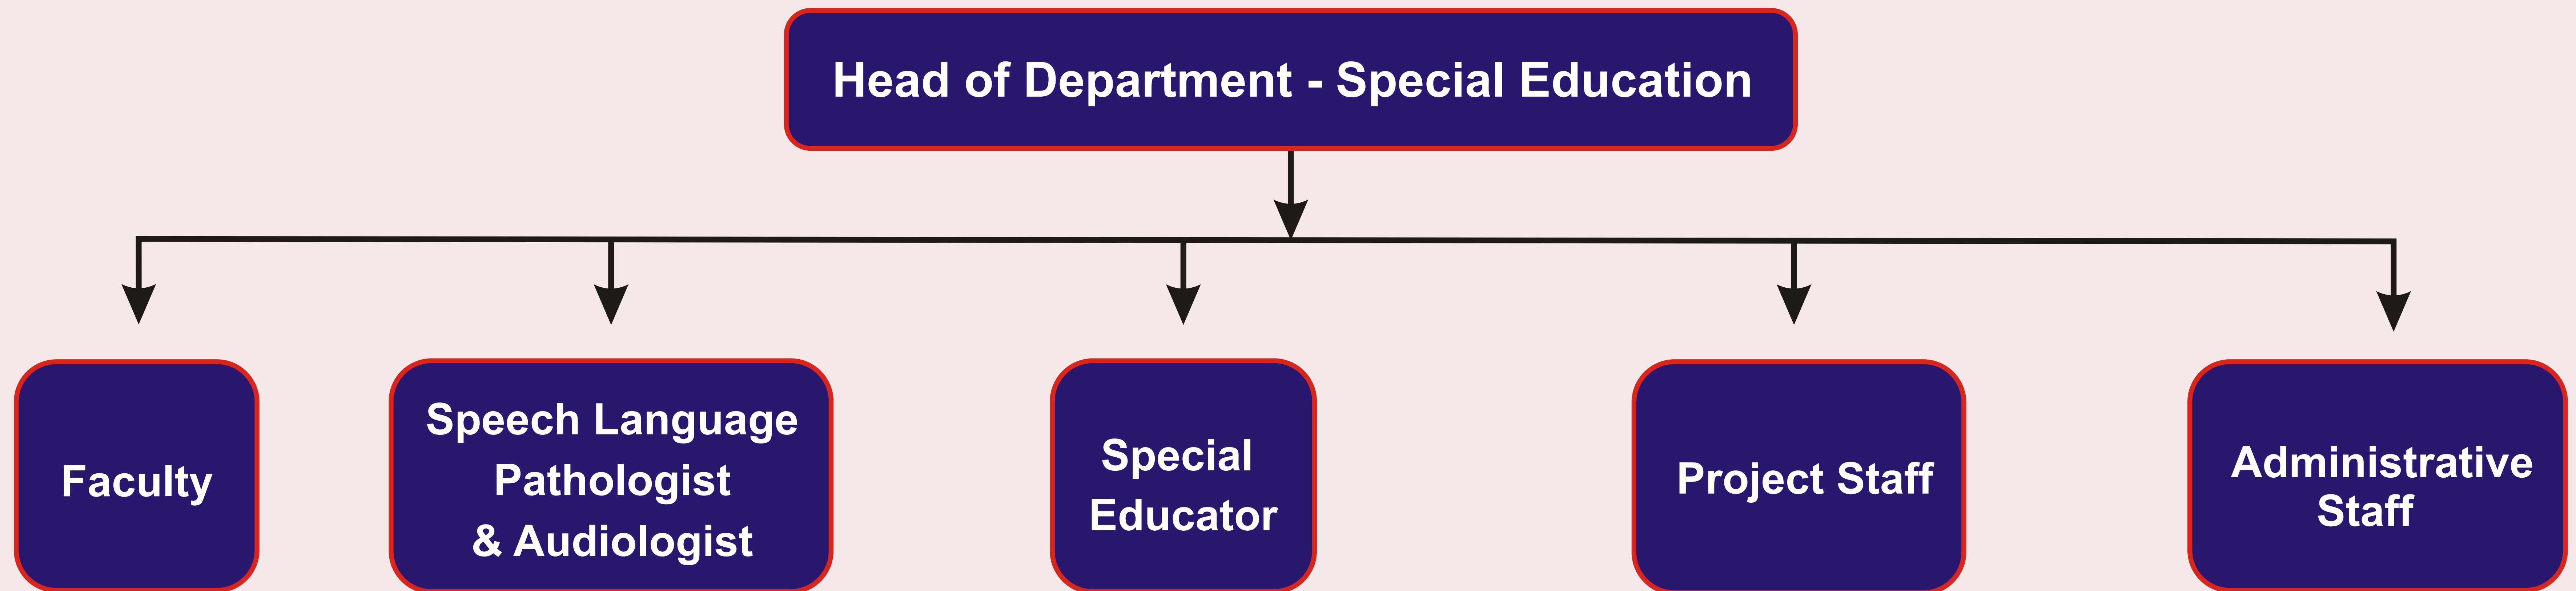 Head of Department - Special Education
Faculty
Speech Language
Pathologist
& Audiologist
Special
Educator
Project Staff
Administrative
Staff